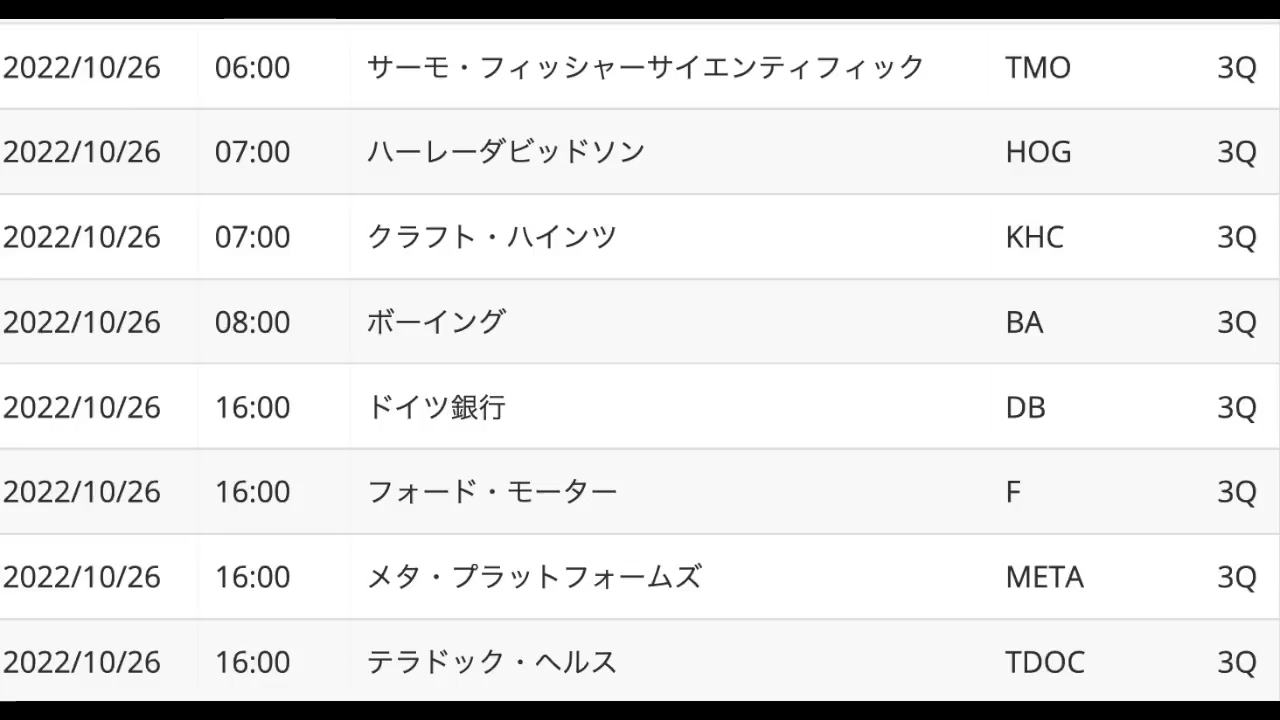 2022/10/26 06:00 サーモ・フィッシャーサイエンティフィック TMO 3Q
2022/10/26 07:00 ハーレーダビッドソン HOG 3Q
2022/10/26 07:00 クラフト・ハインツ KHC 3Q
2022/10/26 08:00 ボーイング BA 3Q
2022/10/26 16:00 ドイツ銀行 DB 3Q
2022/10/26 16:00 フォード・モーター F 3Q
2022/10/26 16:00 メタ・プラットフォームズ META 3Q
2022/10/26 16:00 テラドック・ヘルス TDOC 3Q